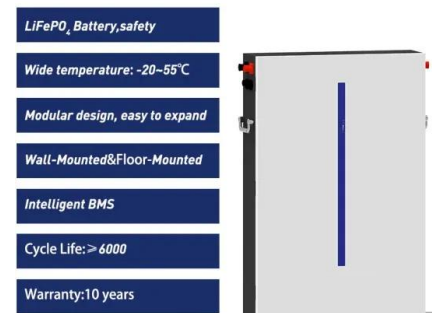 LiFePO₄ Battery,safety
Wide temperature: -20~55℃
Modular design, easy to expand
Wall-Mounted&Floor-Mounted
Intelligent BMS
Cycle Life:≥6000
Warranty:10 years